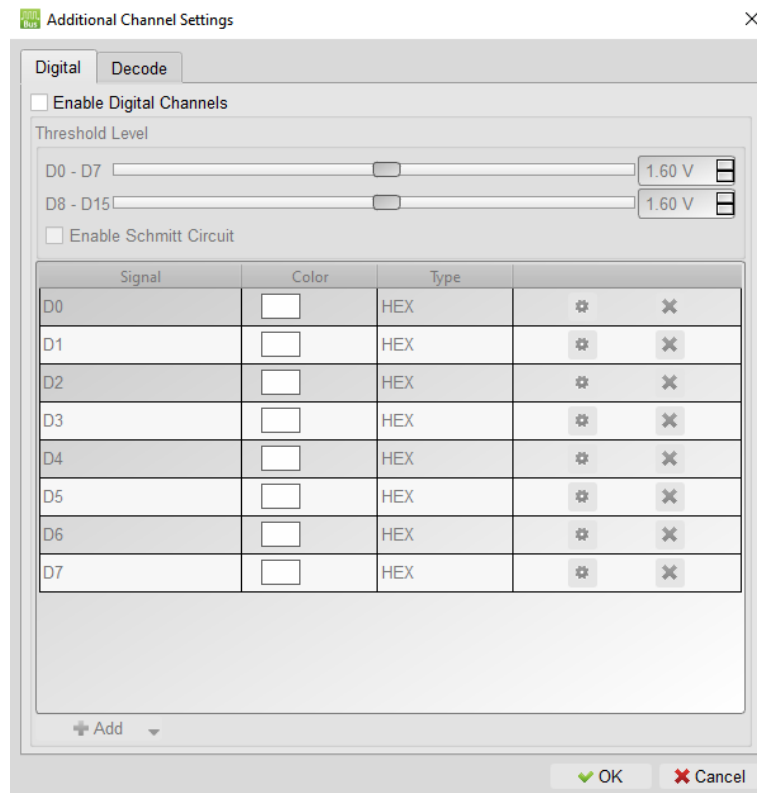 Bus Additional Channel Settings
Digital Decode
Enable Digital Channels
Threshold Level
D0 - D7 1.60 V
D8 - D15 1.60 V
Enable Schmitt Circuit
Signal Color Type
D0 HEX
D1 HEX
D2 HEX
D3 HEX
D4 HEX
D5 HEX
D6 HEX
D7 HEX
Add
OK Cancel